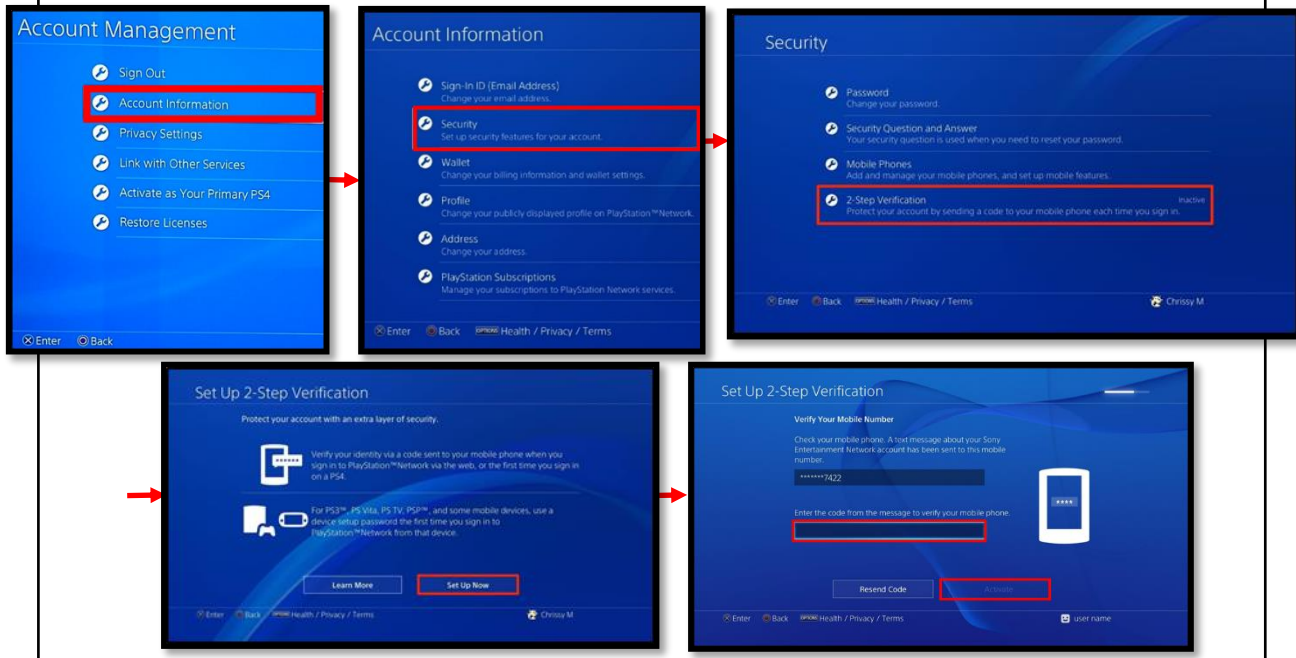 Account Management
Sign Out
Account Information
Privacy Settings
Link with Other Services
Activate as Your Primary PS4
Restore Licenses
Enter Back
Account Information
Sign-In ID (Email Address)
Change your email address.
Security
Set up security features for your account.
Wallet
Change your billing information and wallet settings.
Profile
Change your publicly displayed profile on PlayStation™Network.
Address
Change your address.
PlayStation Subscriptions
Manage your subscriptions to PlayStation Network services.
Enter Back OPTIONS Health / Privacy / Terms
Security
Password
Change your password.
Security Question and Answer
Your security question is used when you need to reset your password.
Mobile Phones
Add and manage your mobile phones, and set up mobile features.
2-Step Verification Inactive
Protect your account by sending a code to your mobile phone each time you sign in.
Enter Back OPTIONS Health / Privacy / Terms Chrissy M
Set Up 2-Step Verification
Protect your account with an extra layer of security.
Verify your identity via a code sent to your mobile phone when you
sign in to PlayStation™Network via the web, or the first time you sign in
on a PS4.
For PS3™, PS Vita, PS TV, PSP™, and some mobile devices, use a
device setup password the first time you sign in to
PlayStation™Network from that device.
Learn More Set Up Now
Enter Back OPTIONS Health / Privacy / Terms Chrissy M
Set Up 2-Step Verification
Verify Your Mobile Number
Check your mobile phone. A text message about your Sony
Entertainment Network account has been sent to this mobile
number.
*******7422
Enter the code from the message to verify your mobile phone.
****
Resend Code Activate
Enter Back OPTIONS Health / Privacy / Terms user name